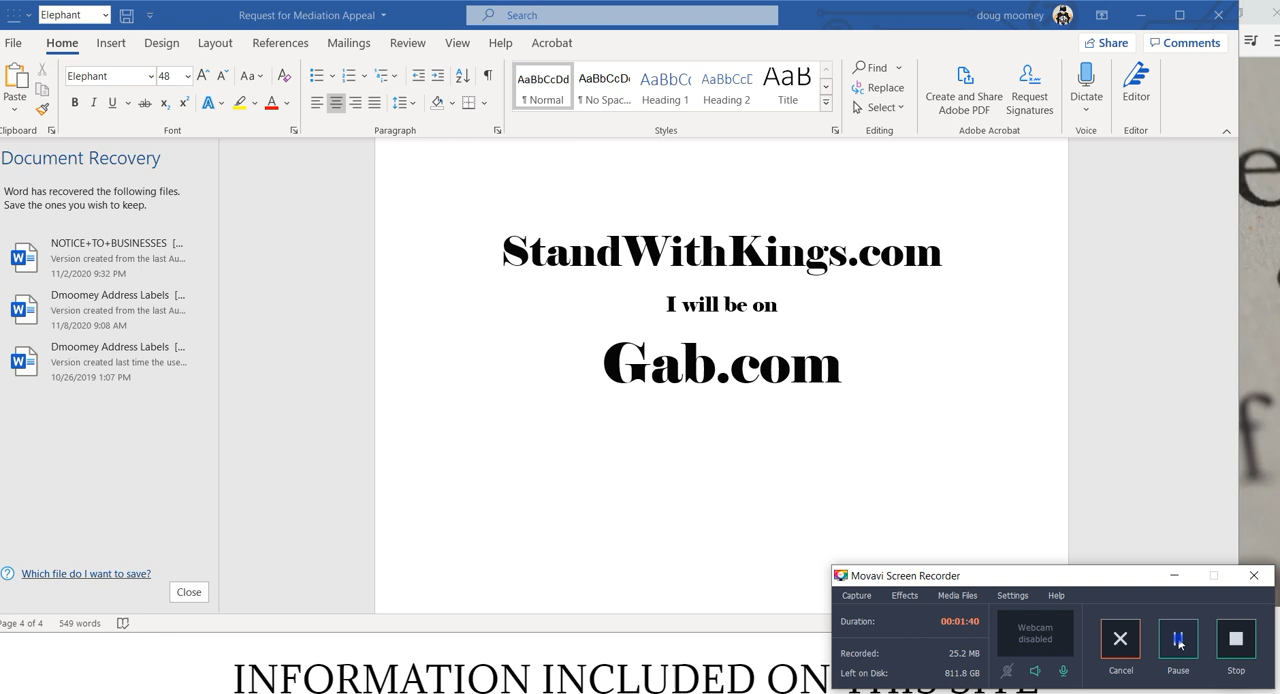 Elephant
Request for Mediation Appeal
Search
doug moomey
File Home Insert Design Layout References Mailings Review View Help Acrobat
Share Comments
Paste
Elephant 48 Aa
B I U ab x₂ x² A A
AaBbCcDd AaBbCcDc AaBbCc AaBbCcD AaB
¶ Normal ¶ No Spac... Heading 1 Heading 2 Title
Find
Replace
Select
Create and Share Adobe PDF
Request Signatures
Dictate
Editor
Clipboard Font Paragraph Styles Editing Adobe Acrobat Voice Editor
Document Recovery
Word has recovered the following files.
Save the ones you wish to keep.
NOTICE+TO+BUSINESSES [...
Version created from the last Au...
11/2/2020 9:32 PM
Dmoomey Address Labels [...
Version created from the last Au...
11/8/2020 9:08 AM
Dmoomey Address Labels [...
Version created last time the use...
10/26/2019 1:07 PM
Which file do I want to save?
Close
StandWithKings.com
I will be on
Gab.com
Page 4 of 4 549 words
Movavi Screen Recorder
Capture Effects Media Files Settings Help
Duration: 00:01:40
Recorded: 25.2 MB
Left on Disk: 811.8 GB
Webcam
disabled
Cancel Pause Stop
INFORMATION INCLUDED ON THIS SITE
e
f